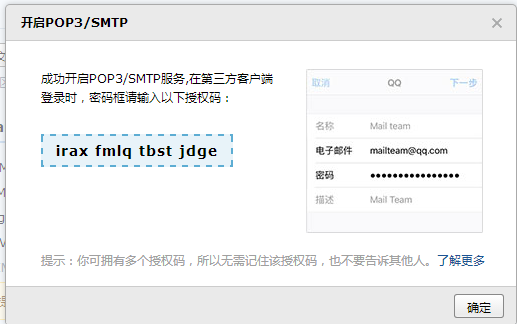 开启POP3/SMTP
成功开启POP3/SMTP服务,在第三方客户端
登录时，密码框请输入以下授权码：
irax fmlq tbst jdge
取消 QQ 下一步
名称 Mail team
电子邮件 mailteam@qq.com
密码 ●●●●●●●●●●●●●●●●
描述 Mail Team
提示：你可拥有多个授权码，所以无需记住该授权码，也不要告诉其他人。了解更多
确定